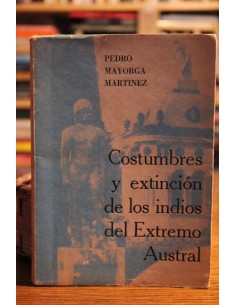 PEDRO
MAYORGA
MARTINEZ
Costumbres
y extinción
de los indios
del Extremo
Austral